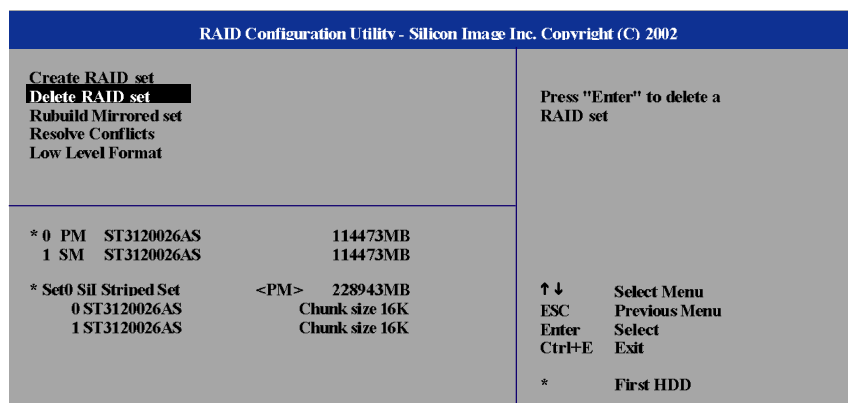 RAID Configuration Utility - Silicon Image Inc. Copyright (C) 2002
Create RAID set
Delete RAID set
Rubuild Mirrored set
Resolve Conflicts
Low Level Format
Press "Enter" to delete a
RAID set
* 0 PM ST3120026AS 114473MB
1 SM ST3120026AS 114473MB
* Set0 SiI Striped Set <PM> 228943MB
0 ST3120026AS Chunk size 16K
1 ST3120026AS Chunk size 16K
↑↓ Select Menu
ESC Previous Menu
Enter Select
Ctrl+E Exit
* First HDD